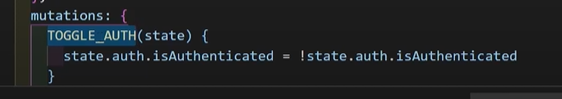 mutations: {
TOGGLE_AUTH(state) {
state.auth.isAuthenticated = !state.auth.isAuthenticated
}